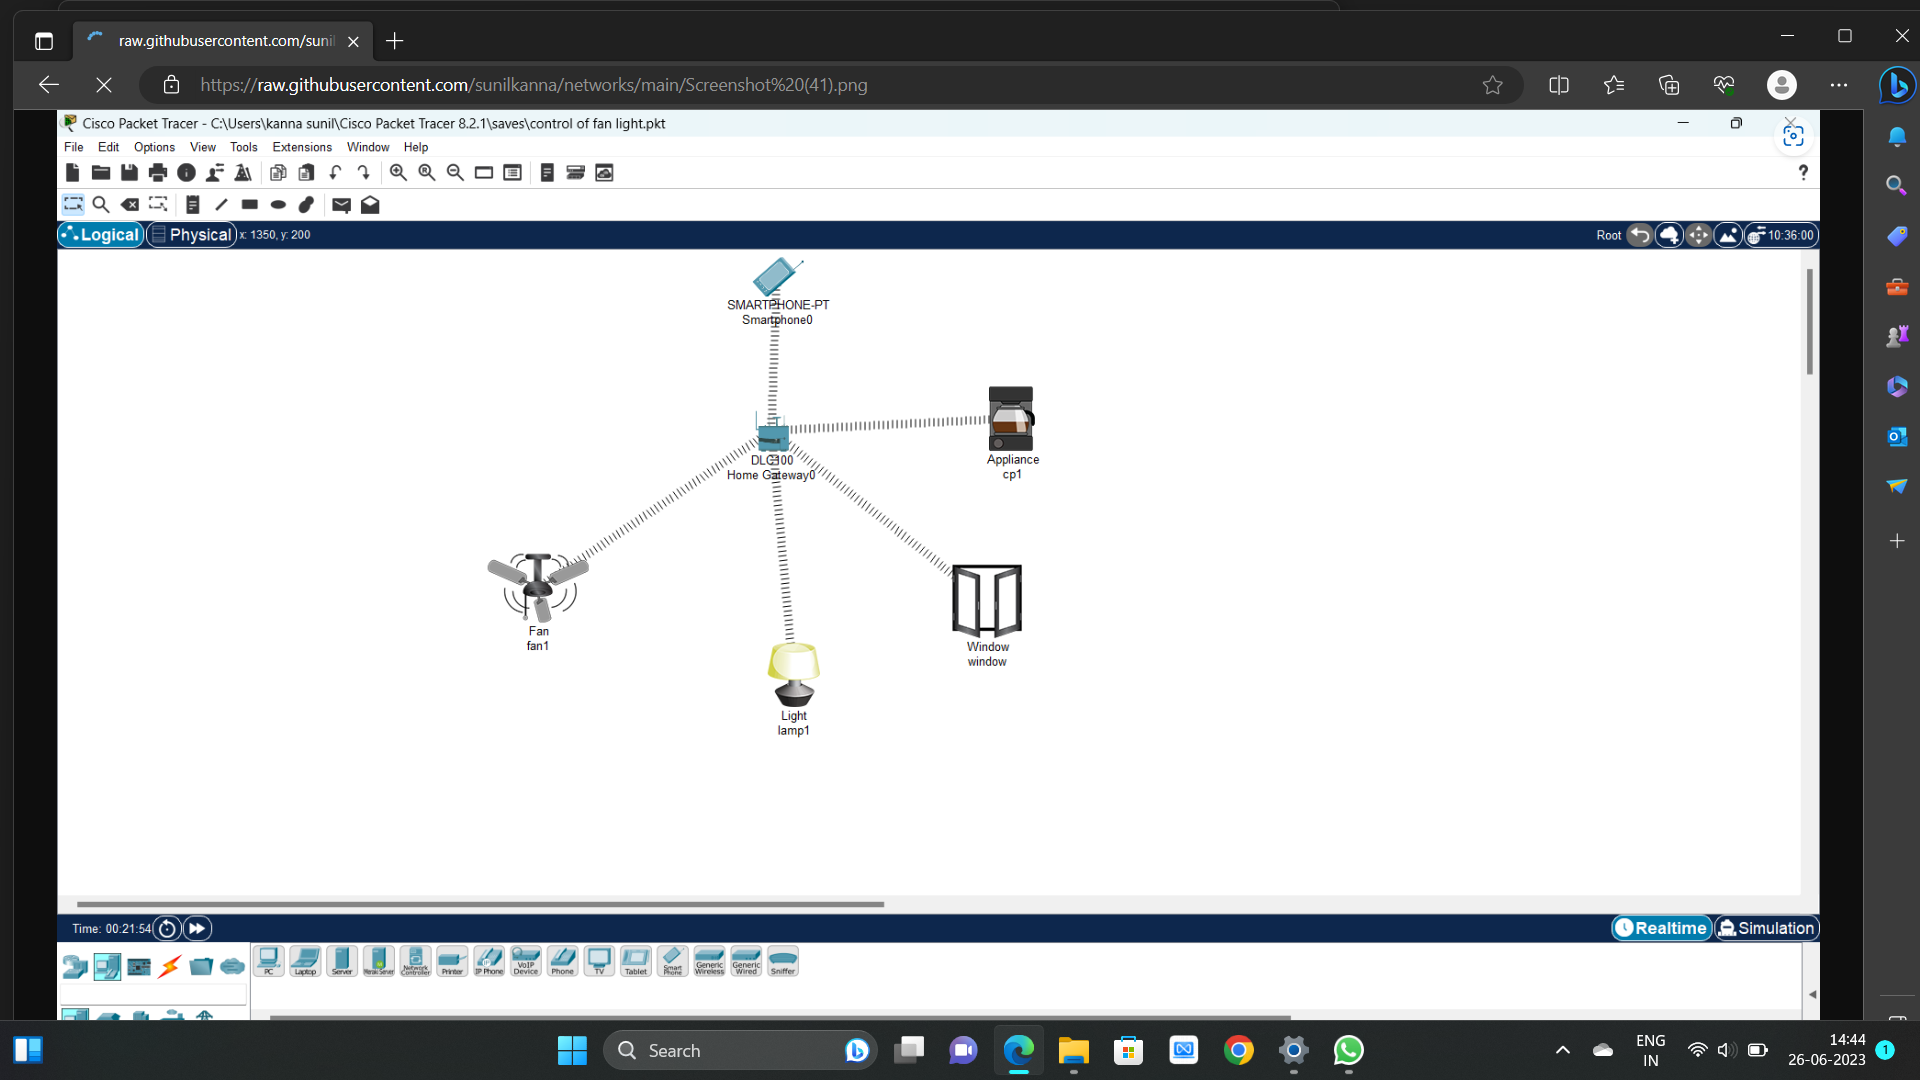 raw.githubusercontent.com/sunil
https://raw.githubusercontent.com/sunilkanna/networks/main/Screenshot%20(41).png
Cisco Packet Tracer - C:\Users\kanna sunil\Cisco Packet Tracer 8.2.1\saves\control of fan light.pkt
File Edit Options View Tools Extensions Window Help
?
Logical Physical x: 1350, y: 200 Root 10:36:00
SMARTPHONE-PT
Smartphone0
DLC100
Home Gateway0
Appliance
cp1
Fan
fan1
Window
window
Light
lamp1
Time: 00:21:54 Realtime Simulation
PC Laptop Server Meraki Server Network Controller Printer IP Phone VoIP Device Phone TV Tablet Smart Phone Generic Wireless Generic Wired Sniffer
Search
ENG
IN
14:44
26-06-2023
1